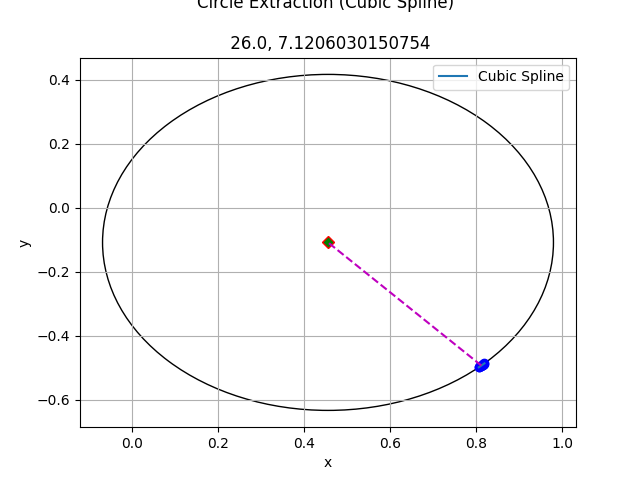 Circle Extraction (Cubic Spline)
26.0, 7.1206030150754
Cubic Spline
0.4
0.2
0.0
−0.2
−0.4
−0.6
y
0.0 0.2 0.4 0.6 0.8 1.0
x